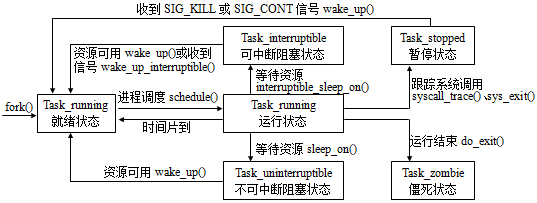 收到 SIG_KILL 或 SIG_CONT 信号 wake_up()
Task_interruptible
可中断阻塞状态
Task_stopped
暂停状态
资源可用 wake_up()或收到
信号 wake_up_interruptible()
等待资源
interruptible_sleep_on()
跟踪系统调用
syscall_trace()、sys_exit()
fork()
Task_running
就绪状态
进程调度 schedule()
时间片到
Task_running
运行状态
等待资源 sleep_on()
运行结束 do_exit()
资源可用 wake_up()
Task_uninterruptible
不可中断阻塞状态
Task_zombie
僵死状态